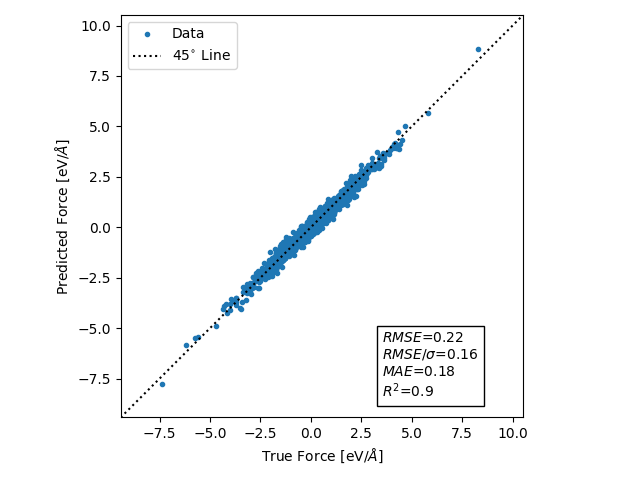 Data
45° Line
10.0
7.5
5.0
2.5
0.0
−2.5
−5.0
−7.5
Predicted Force [eV/Å]
RMSE=0.22
RMSE/σ=0.16
MAE=0.18
R²=0.9
−7.5 −5.0 −2.5 0.0 2.5 5.0 7.5 10.0
True Force [eV/Å]